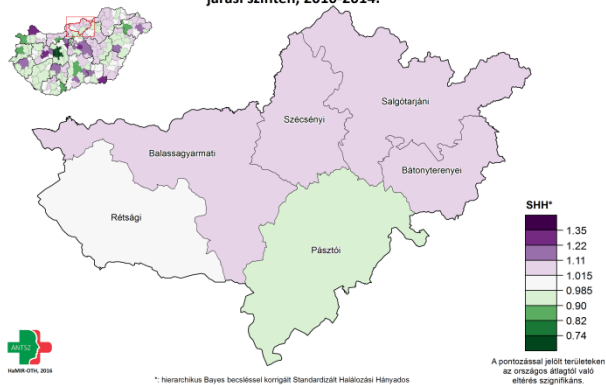 járási szinten, 2010-2014.
Salgótarjáni
Szécsényi
Balassagyarmati
Bátonyterenyei
Rétsági
Pásztói
SHH*
1.35
1.22
1.11
1.015
0.985
0.90
0.82
0.74
ANTSZ
HaMIR-OTH, 2016
*: hierarchikus Bayes becsléssel korrigált Standardizált Halálozási Hányados
A pontozással jelölt területeken
az országos átlagtól való
eltérés szignifikáns.